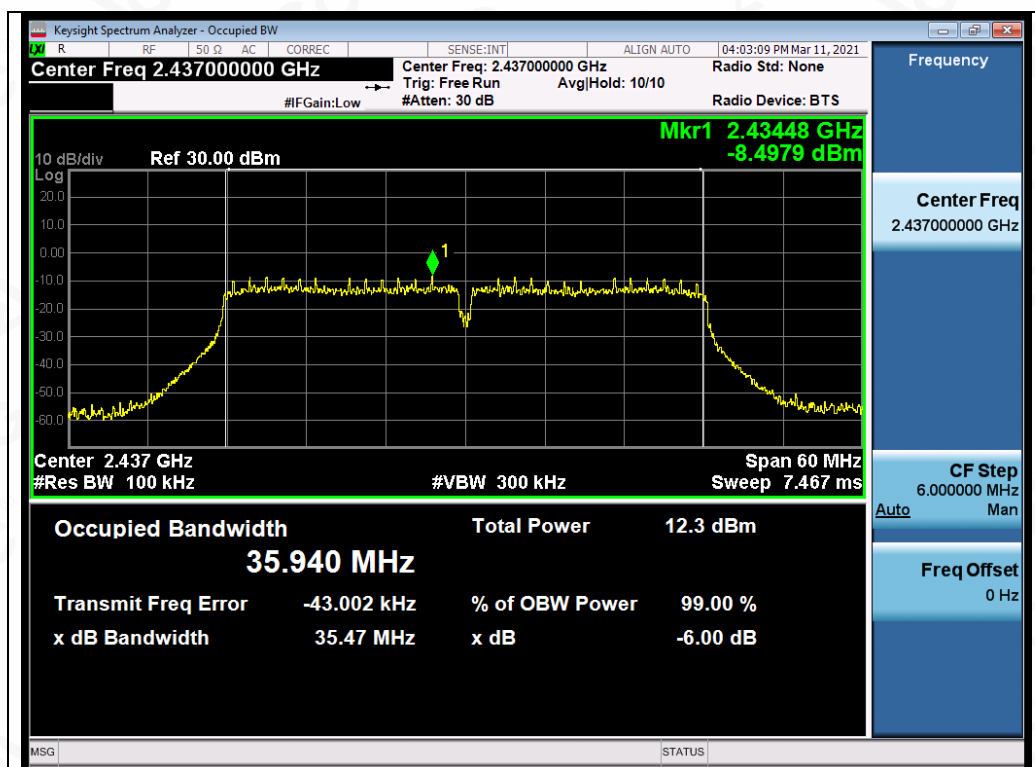 Keysight Spectrum Analyzer - Occupied BW
LXI R RF 50 Ω AC CORREC SENSE:INT ALIGN AUTO 04:03:09 PM Mar 11, 2021
Center Freq 2.437000000 GHz
Center Freq: 2.437000000 GHz
Radio Std: None
Trig: Free Run Avg|Hold: 10/10
#IFGain:Low #Atten: 30 dB Radio Device: BTS
Frequency
Mkr1 2.43448 GHz
-8.4979 dBm
10 dB/div Ref 30.00 dBm
Log
20.0
10.0
0.00
-10.0
-20.0
-30.0
-40.0
-50.0
-60.0
1
Center 2.437 GHz Span 60 MHz
#Res BW 100 kHz #VBW 300 kHz Sweep 7.467 ms
Center Freq
2.437000000 GHz
CF Step
6.000000 MHz
Auto Man
Freq Offset
0 Hz
Occupied Bandwidth Total Power 12.3 dBm
35.940 MHz
Transmit Freq Error -43.002 kHz % of OBW Power 99.00 %
x dB Bandwidth 35.47 MHz x dB -6.00 dB
MSG STATUS